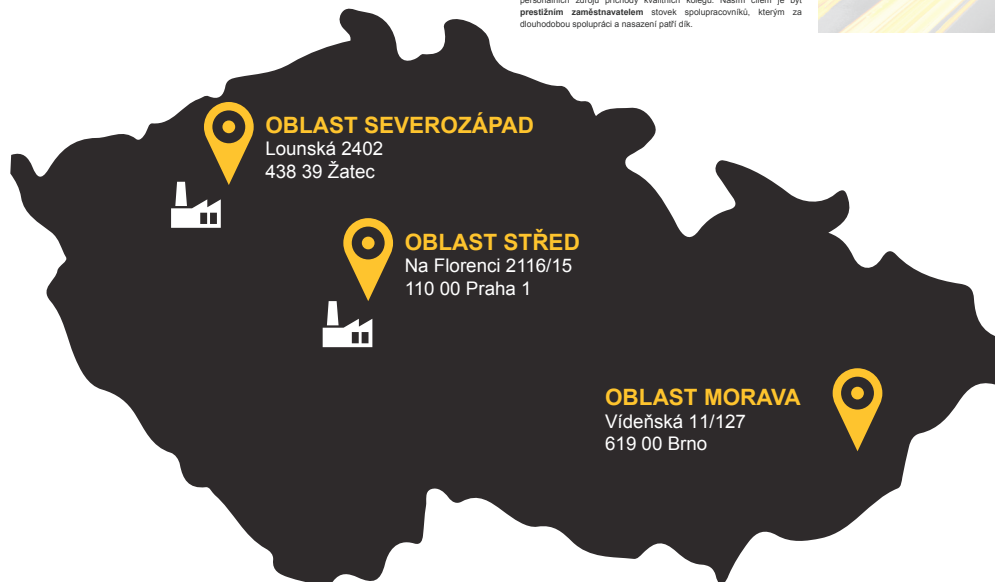 personálních zdrojů příchody kvalitních kolegů. Naším cílem je být
prestižním zaměstnavatelem stovek spolupracovníků, kterým za
dlouhodobou spolupráci a nasazení patří dík.
OBLAST SEVEROZÁPAD
Lounská 2402
438 39 Žatec
OBLAST STŘED
Na Florenci 2116/15
110 00 Praha 1
OBLAST MORAVA
Vídeňská 11/127
619 00 Brno